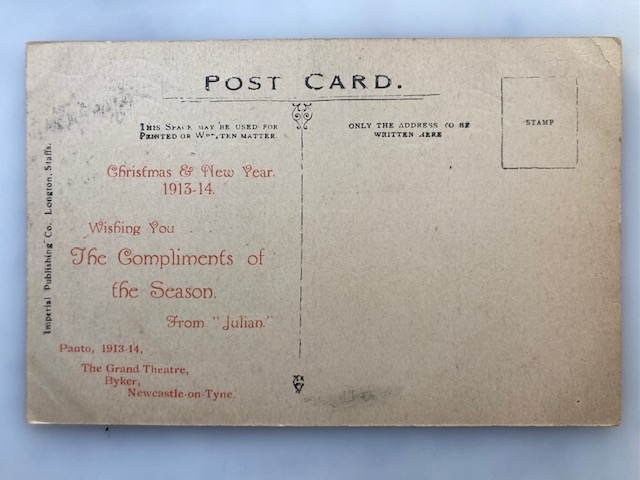 POST CARD.
THIS SPACE MAY BE USED FOR
PRINTED OR WRITTEN MATTER.
ONLY THE ADDRESS TO BE
WRITTEN HERE
STAMP
Imperial Publishing Co., Longton, Staffs.
Christmas & New Year.
1913-14.
Wishing You
The Compliments of
the Season.
From "Julian."
Panto, 1913-14,
The Grand Theatre,
Byker,
Newcastle-on-Tyne.